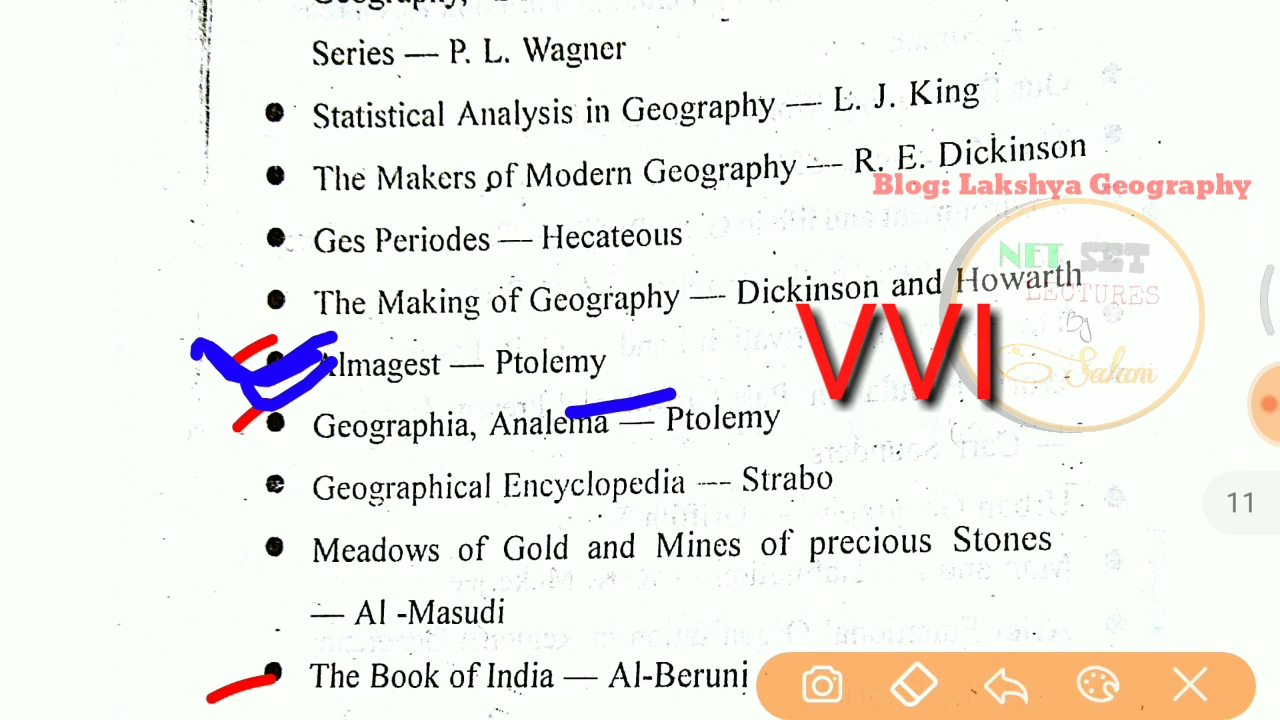 Geography,
Series — P. L. Wagner
• Statistical Analysis in Geography — L. J. King
• The Makers of Modern Geography — R. E. Dickinson
Blog: Lakshya Geography
• Ges Periodes — Hecateous
NET SET
LECTURES
By
Salam
• The Making of Geography — Dickinson and Howarth
VVI
• Almagest — Ptolemy
• Geographia, Analema — Ptolemy
• Geographical Encyclopedia — Strabo
11
• Meadows of Gold and Mines of precious Stones
— Al -Masudi
• The Book of India — Al-Beruni